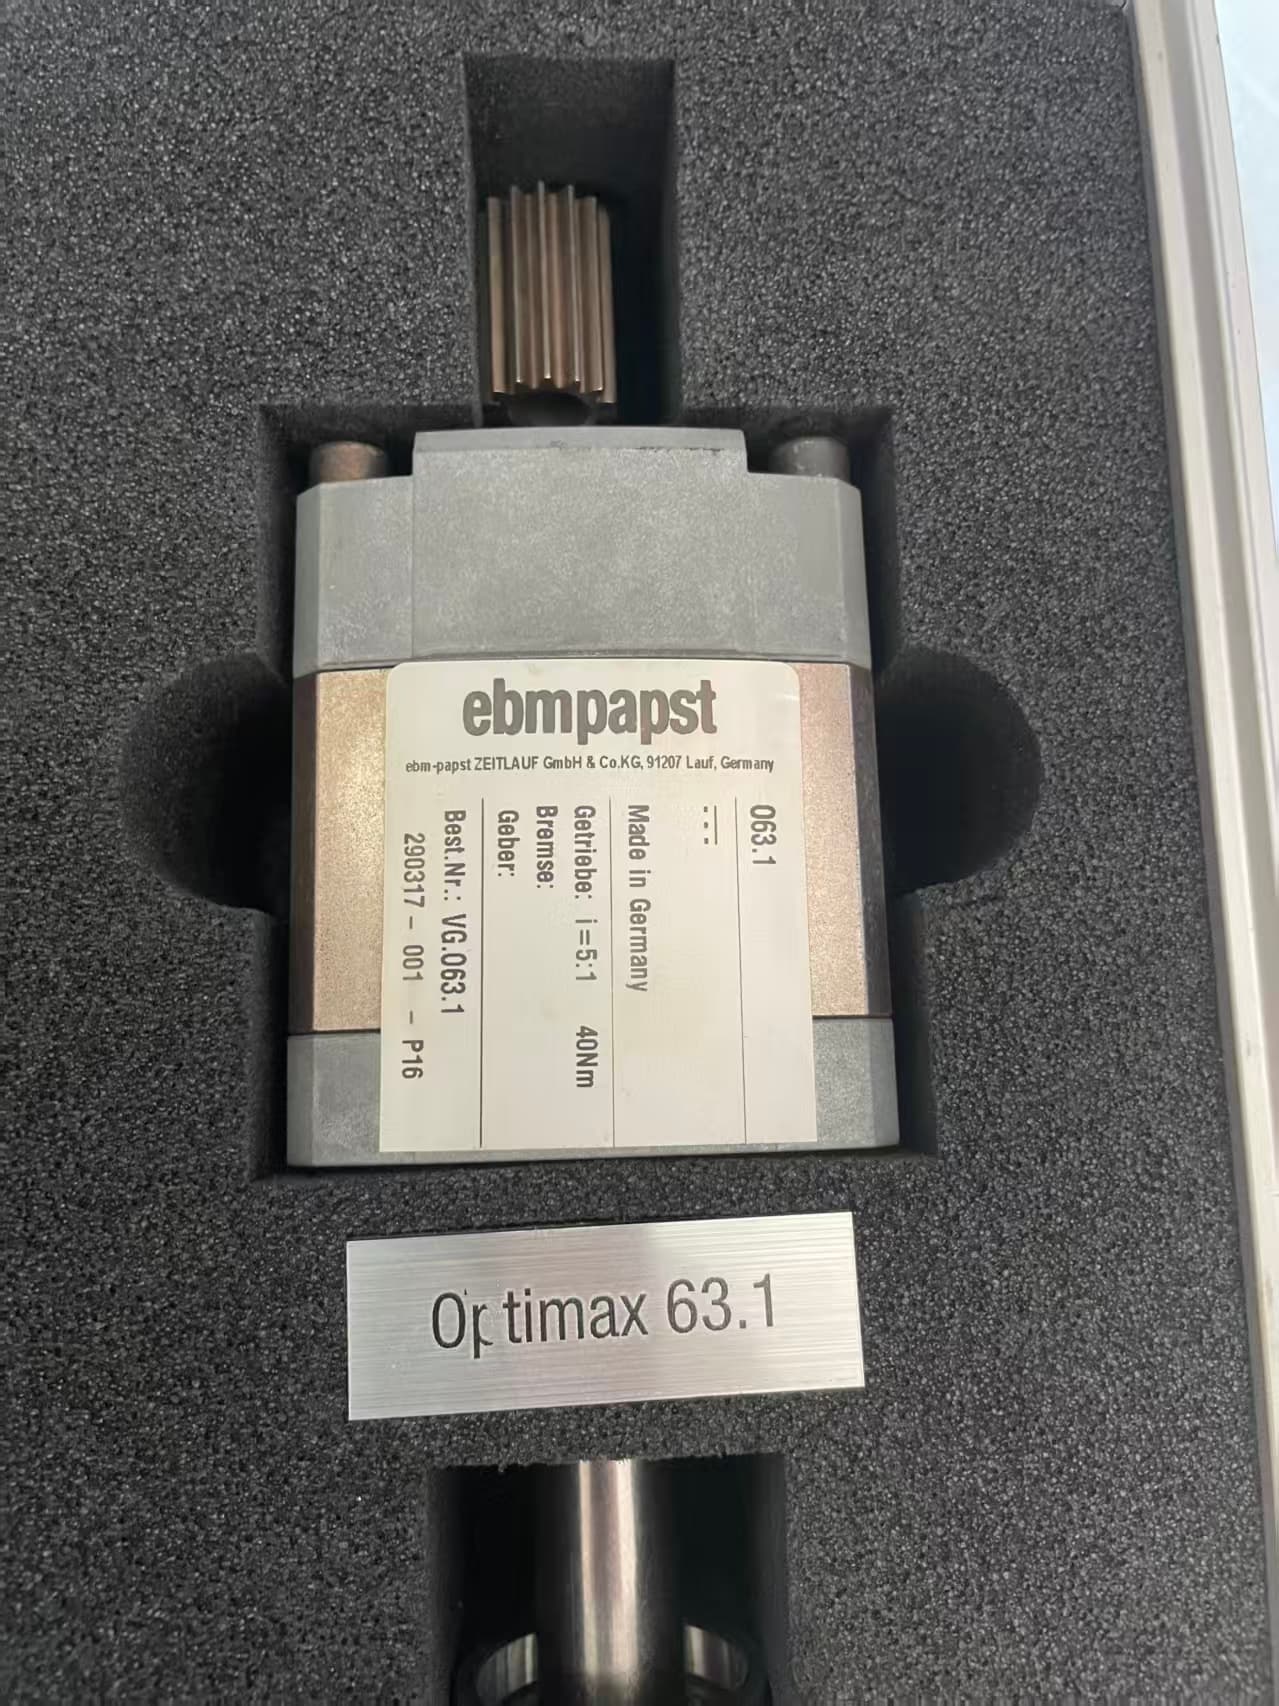 ebmpapst
ebm-papst ZEITLAUF GmbH & Co.KG, 91207 Lauf, Germany
063.1
Made in Germany
Getriebe: i=5:1 40Nm
Bremse:
Geber:
Best.Nr.: VG.063.1
290317- 001 - P16
Optimax 63.1